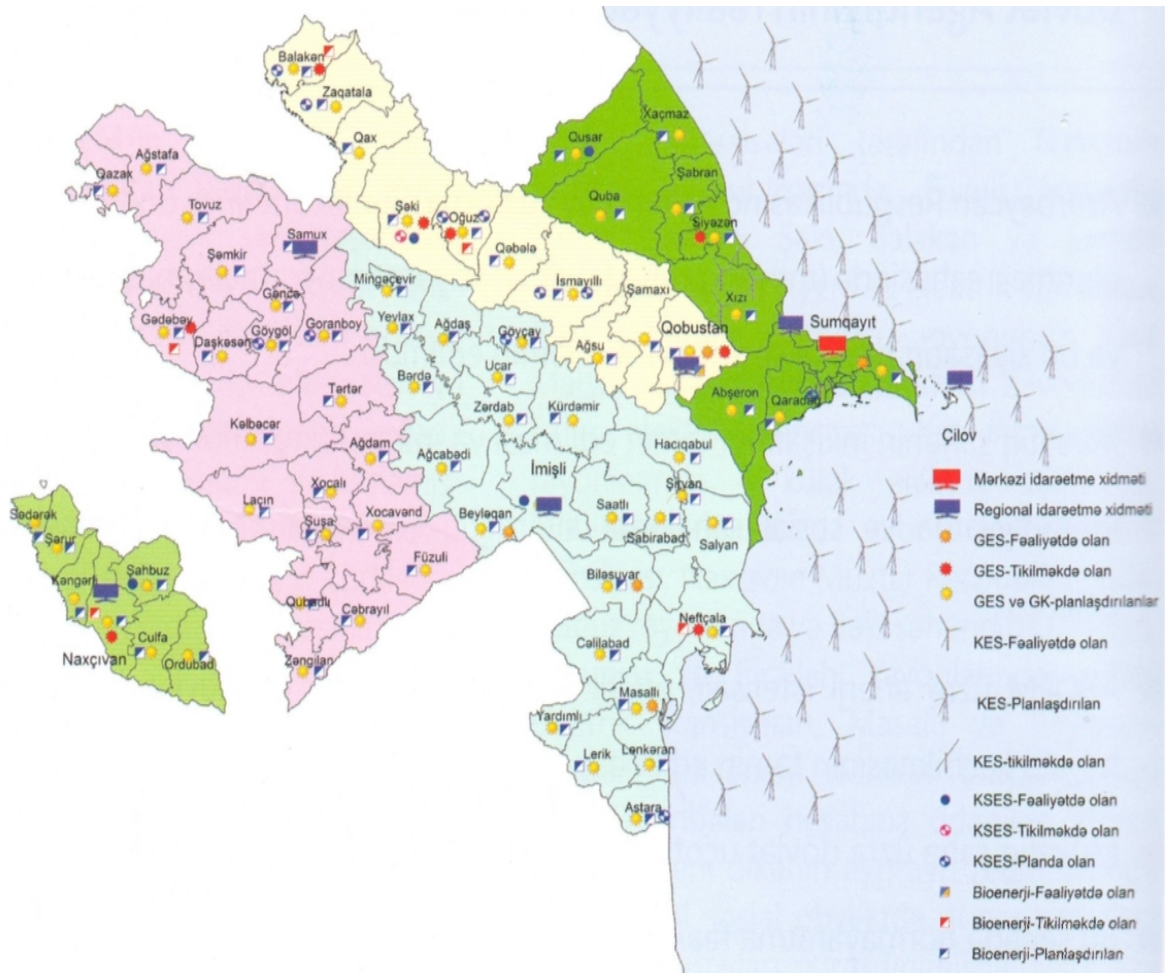 Balakən
Zaqatala
Qax
Ağstafa
Qazax
Tovuz
Samux
Şəmkir
Gəncə
Gədəbəy
Daşkəsən
Göygöl
Goranboy
Şəki
Oğuz
Qəbələ
İsmayıllı
Şamaxı
Ağsu
Qobustan
Qusar
Xaçmaz
Quba
Şabran
Siyəzən
Xızı
Sumqayıt
Abşeron
Qaradağ
Çilov
Mingəçevir
Yevlax
Ağdaş
Göyçay
Ucar
Bərdə
Zərdab
Kürdəmir
Tərtər
Kəlbəcər
Ağdam
Ağcabədi
İmişli
Hacıqabul
Şirvan
Laçın
Xocalı
Şuşa
Xocavənd
Beyləqan
Saatlı
Sabirabad
Salyan
Füzuli
Biləsuvar
Qubadlı
Cəbrayıl
Zəngilan
Neftçala
Cəlilabad
Masallı
Yardımlı
Lerik
Lənkəran
Astara
Sədərək
Şərur
Kəngərli
Şahbuz
Naxçıvan
Culfa
Ordubad
Mərkəzi idarəetme xidməti
Regional idarəetmə xidməti
GES-Fəaliyətdə olan
GES-Tikilməkdə olan
GES və GK-planlaşdırılanlar
KES-Fəaliyətdə olan
KES-Planlaşdırılan
KES-tikilməkdə olan
KSES-Fəaliyətdə olan
KSES-Tikilməkdə olan
KSES-Planda olan
Bioenerji-Fəaliyətdə olan
Bioenerji-Tikilməkdə olan
Bioenerji-Planlaşdırılan